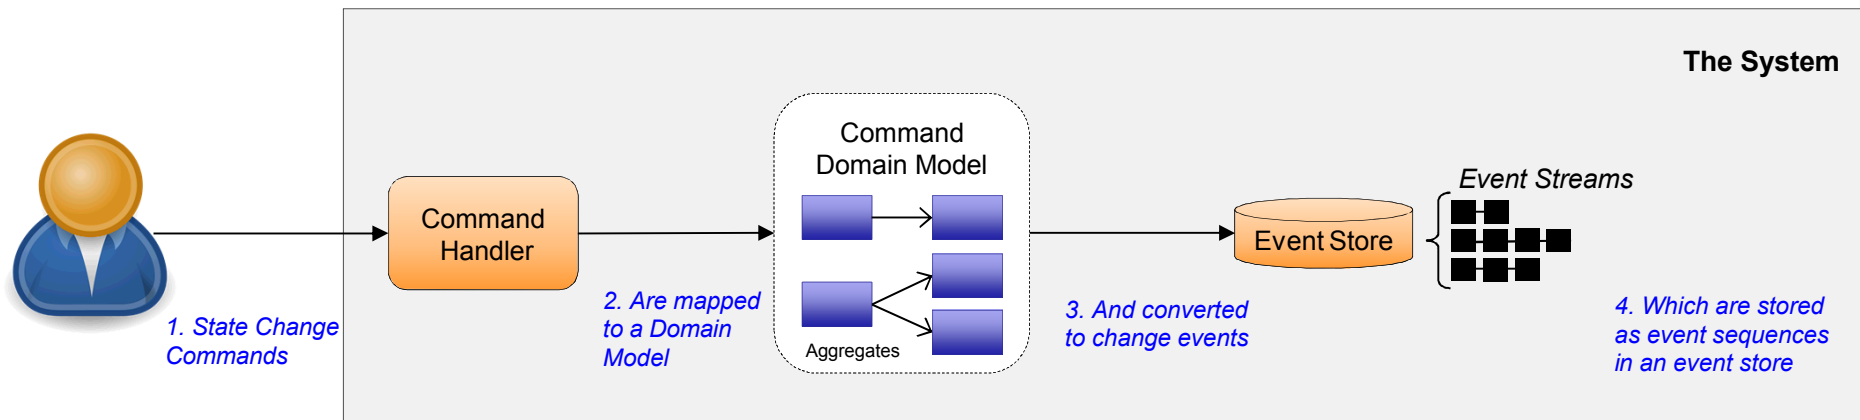 The System
1. State Change
Commands
Command
Handler
2. Are mapped
to a Domain
Model
Command
Domain Model
Aggregates
3. And converted
to change events
Event Store
Event Streams
4. Which are stored
as event sequences
in an event store